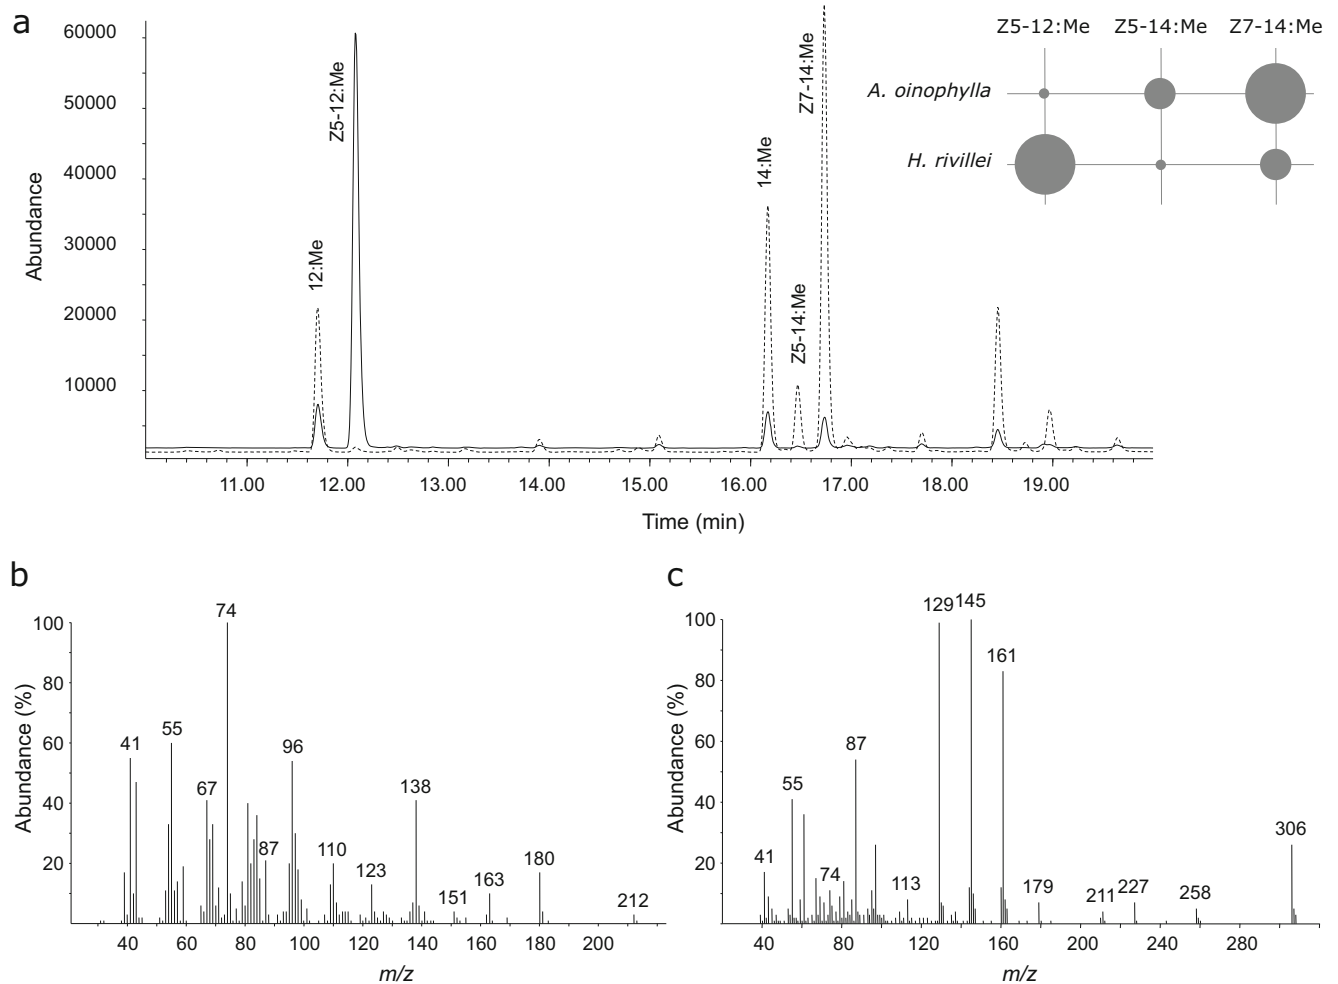 a
60000
50000
40000
30000
20000
10000
Abundance
12:Me
Z5-12:Me
14:Me
Z5-14:Me
Z7-14:Me
11.00 12.00 13.00 14.00 15.00 16.00 17.00 18.00 19.00
Time (min)
Z5-12:Me Z5-14:Me Z7-14:Me
A. oinophylla
H. rivillei
b
100
80
60
40
20
Abundance (%)
41 55 67 74 87 96 110 123 138 151 163 180 212
40 60 80 100 120 140 160 180 200
m/z
c
100
80
60
40
20
Abundance (%)
41 55 74 87 113 129 145 161 179 211 227 258 306
40 80 120 160 200 240 280
m/z